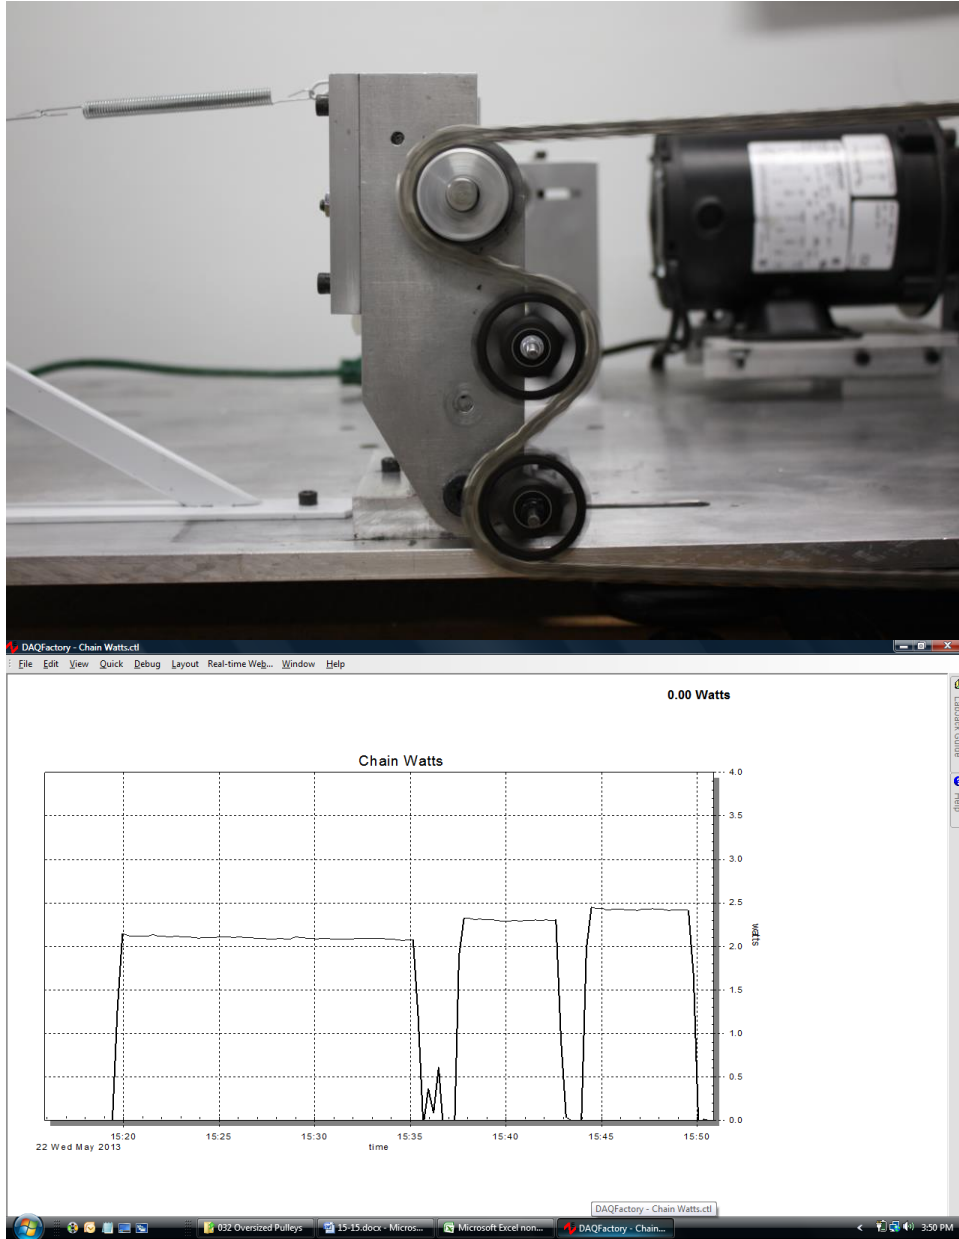 DAQFactory - Chain Watts.ctl
File Edit View Quick Debug Layout Real-time Web... Window Help
0.00 Watts
Chain Watts
4.0
3.5
3.0
2.5
2.0
1.5
1.0
0.5
0.0
watts
15:20 15:25 15:30 15:35 15:40 15:45 15:50
22 Wed May 2013
time
Help
DAQFactory - Chain Watts.ctl
032 Oversized Pulleys 15-15.docx - Micros... Microsoft Excel non... DAQFactory - Chain... < 3:50 PM